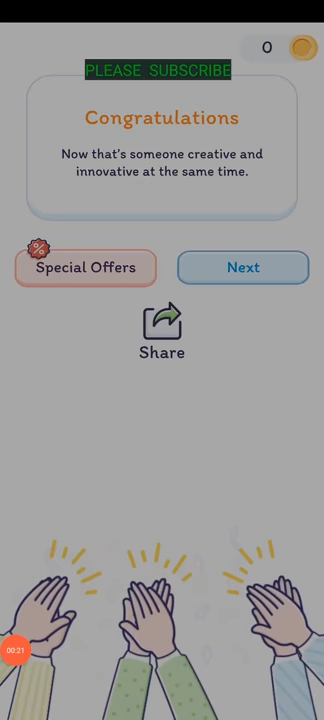 0
PLEASE SUBSCRIBE
Congratulations
Now that's someone creative and
innovative at the same time.
%
Special Offers
Next
Share
00:21